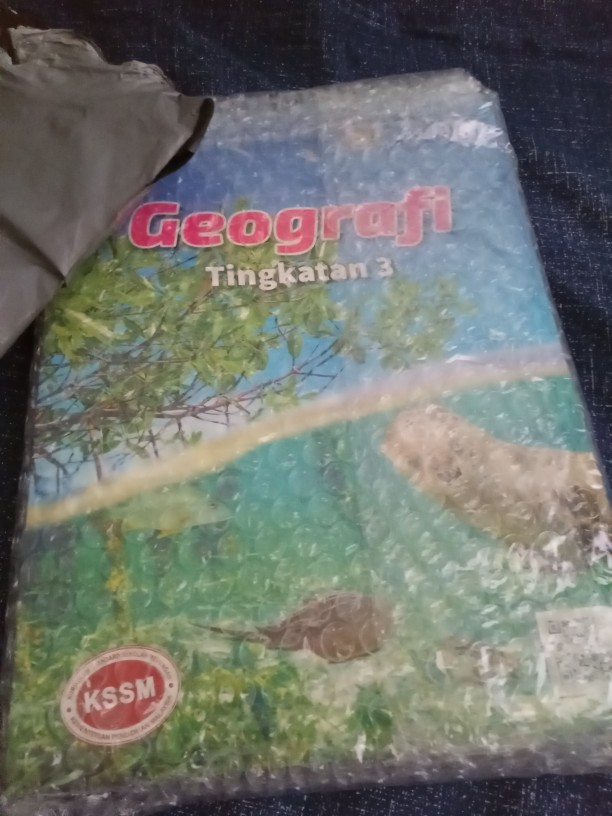 Geografi
Tingkatan 3
KSSM